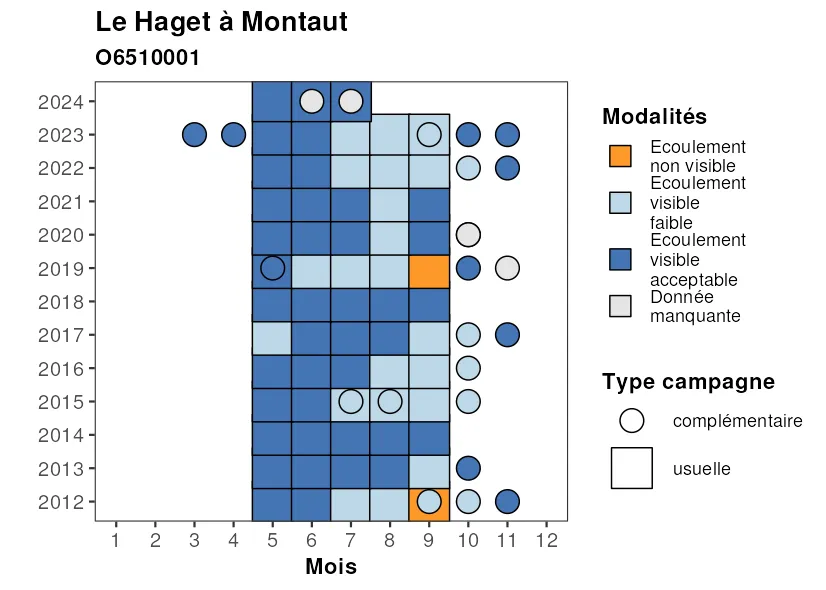 Le Haget à Montaut
O6510001
2024
2023
2022
2021
2020
2019
2018
2017
2016
2015
2014
2013
2012
1 2 3 4 5 6 7 8 9 10 11 12
Mois
Modalités
Ecoulement
non visible
Ecoulement
visible
faible
Ecoulement
visible
acceptable
Donnée
manquante
Type campagne
complémentaire
usuelle